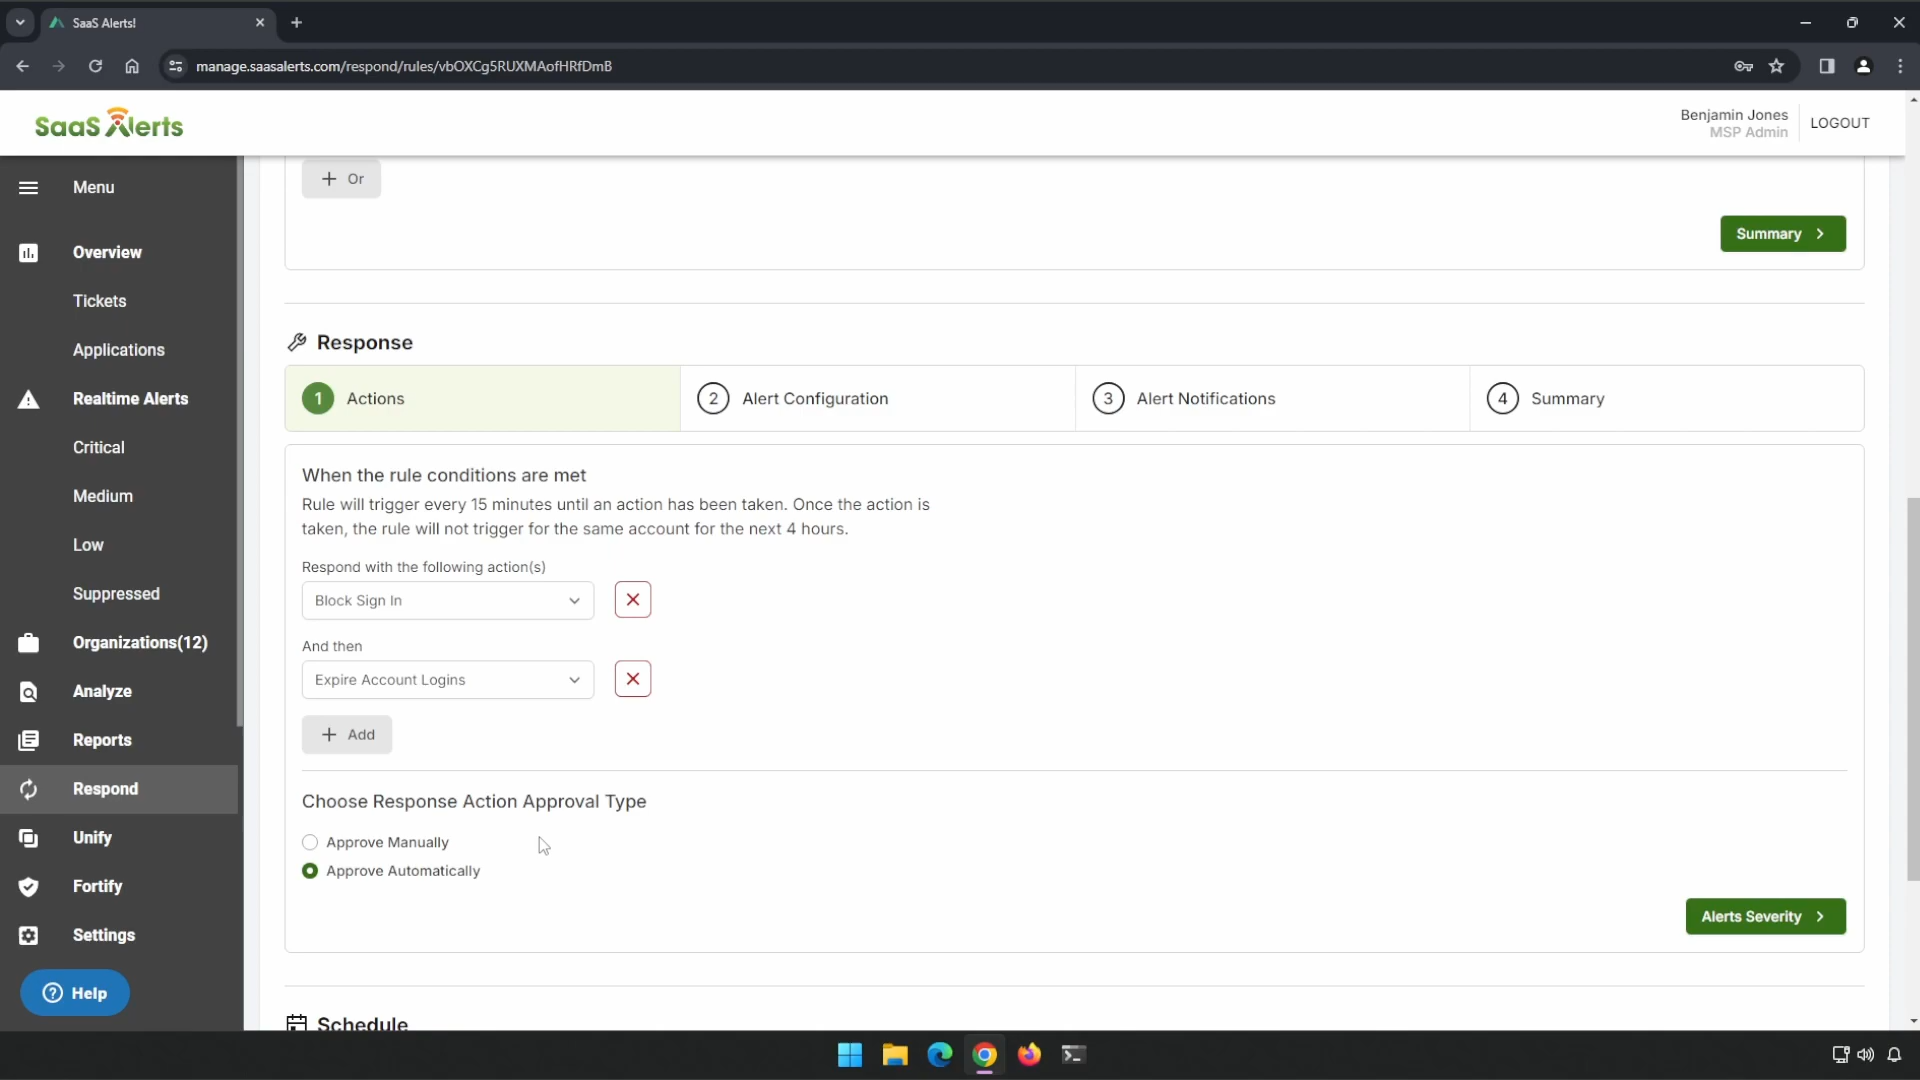 SaaS Alerts!
manage.saasalerts.com/respond/rules/vbOXCg5RUXMAofHRfDmB
SaaS Alerts
Benjamin Jones
MSP Admin
LOGOUT
Menu
Overview
Tickets
Applications
Realtime Alerts
Critical
Medium
Low
Suppressed
Organizations(12)
Analyze
Reports
Respond
Unify
Fortify
Settings
Help
Or
Summary
Response
1 Actions
2 Alert Configuration
3 Alert Notifications
4 Summary
When the rule conditions are met
Rule will trigger every 15 minutes until an action has been taken. Once the action is
taken, the rule will not trigger for the same account for the next 4 hours.
Respond with the following action(s)
Block Sign In
And then
Expire Account Logins
Add
Choose Response Action Approval Type
Approve Manually
Approve Automatically
Alerts Severity
Schedule